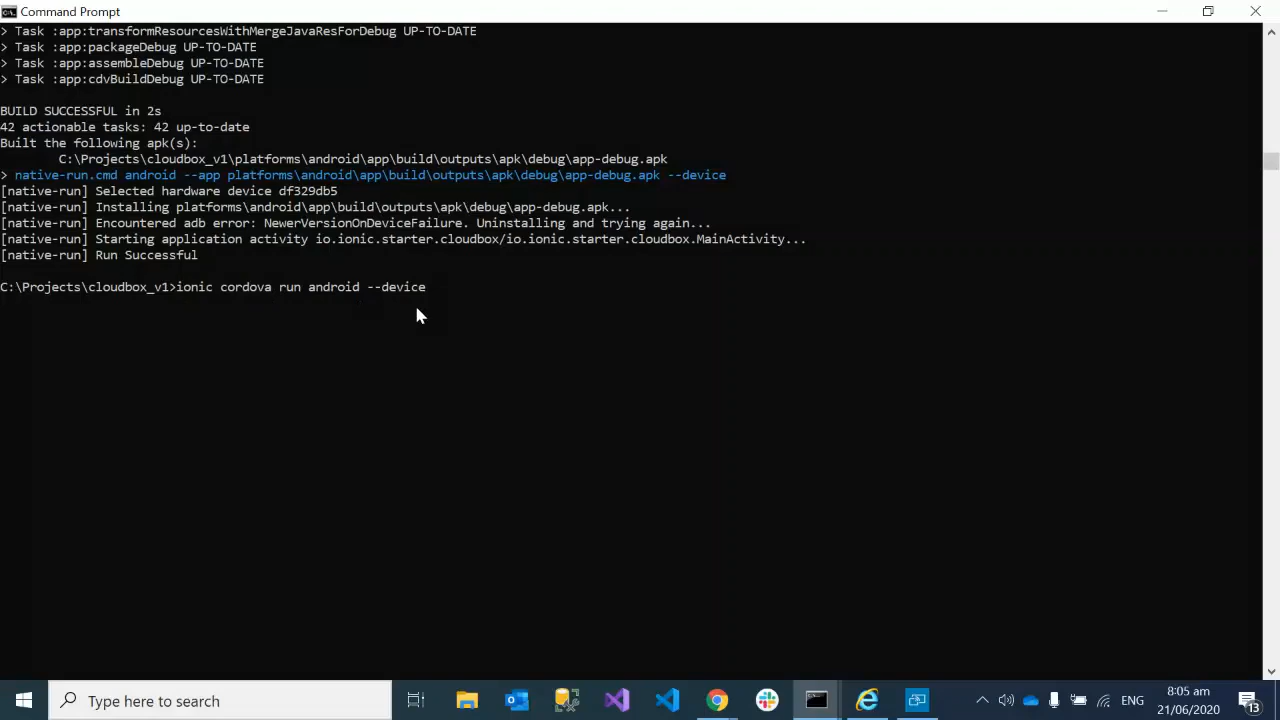 Command Prompt
> Task :app:transformResourcesWithMergeJavaResForDebug UP-TO-DATE
> Task :app:packageDebug UP-TO-DATE
> Task :app:assembleDebug UP-TO-DATE
> Task :app:cdvBuildDebug UP-TO-DATE
BUILD SUCCESSFUL in 2s
42 actionable tasks: 42 up-to-date
Built the following apk(s):
C:\Projects\cloudbox_v1\platforms\android\app\build\outputs\apk\debug\app-debug.apk
> native-run.cmd android --app platforms\android\app\build\outputs\apk\debug\app-debug.apk --device
[native-run] Selected hardware device df329db5
[native-run] Installing platforms\android\app\build\outputs\apk\debug\app-debug.apk...
[native-run] Encountered adb error: NewerVersionOnDeviceFailure. Uninstalling and trying again...
[native-run] Starting application activity io.ionic.starter.cloudbox/io.ionic.starter.cloudbox.MainActivity...
[native-run] Run Successful
C:\Projects\cloudbox_v1>ionic cordova run android --device
Type here to search
ENG
8:05 am
21/06/2020
13